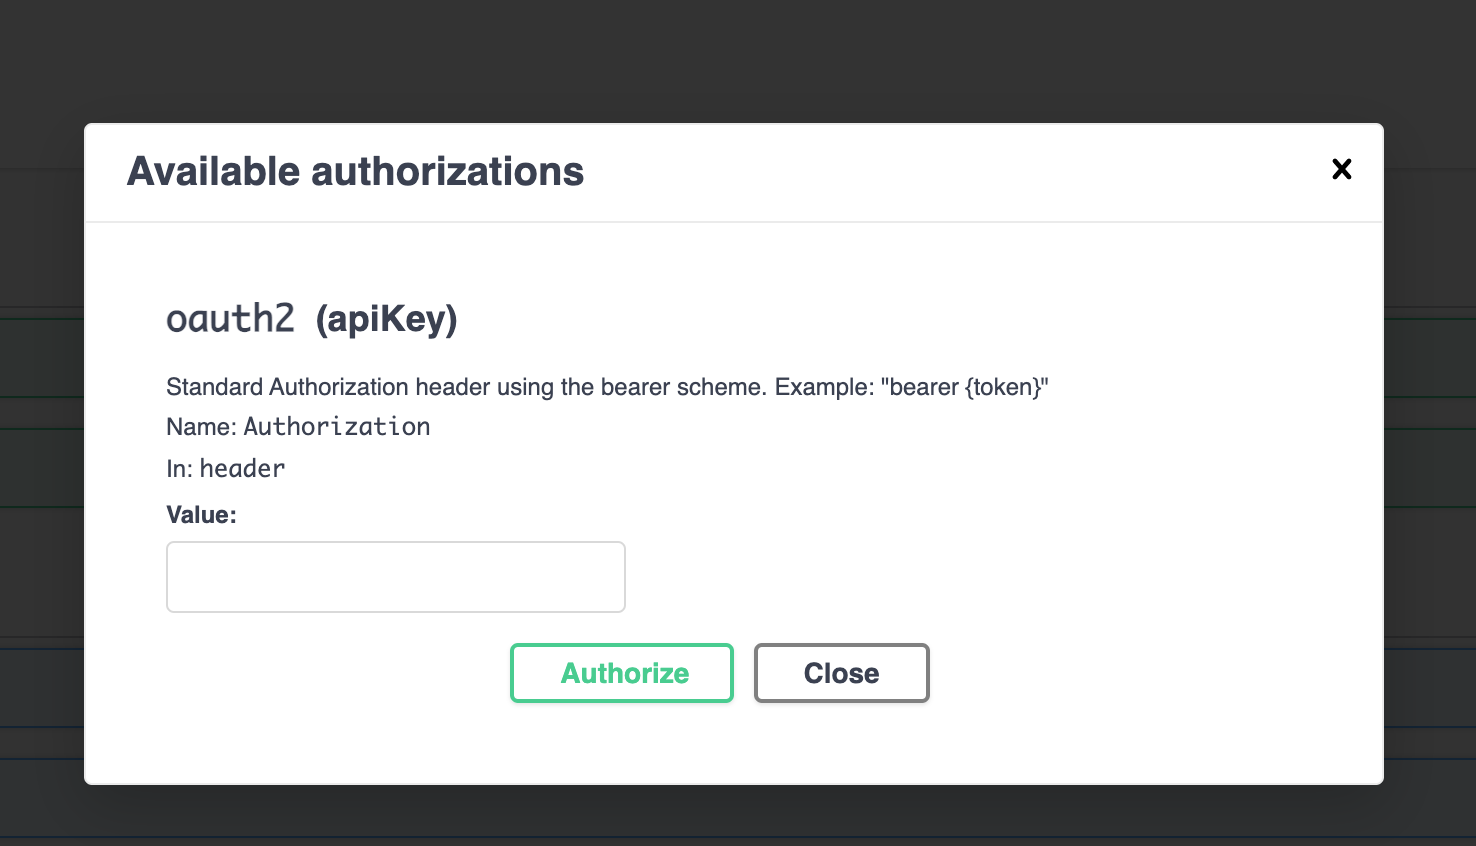 Available authorizations
oauth2 (apiKey)
Standard Authorization header using the bearer scheme. Example: "bearer {token}"
Name: Authorization
In: header
Value:
Authorize Close